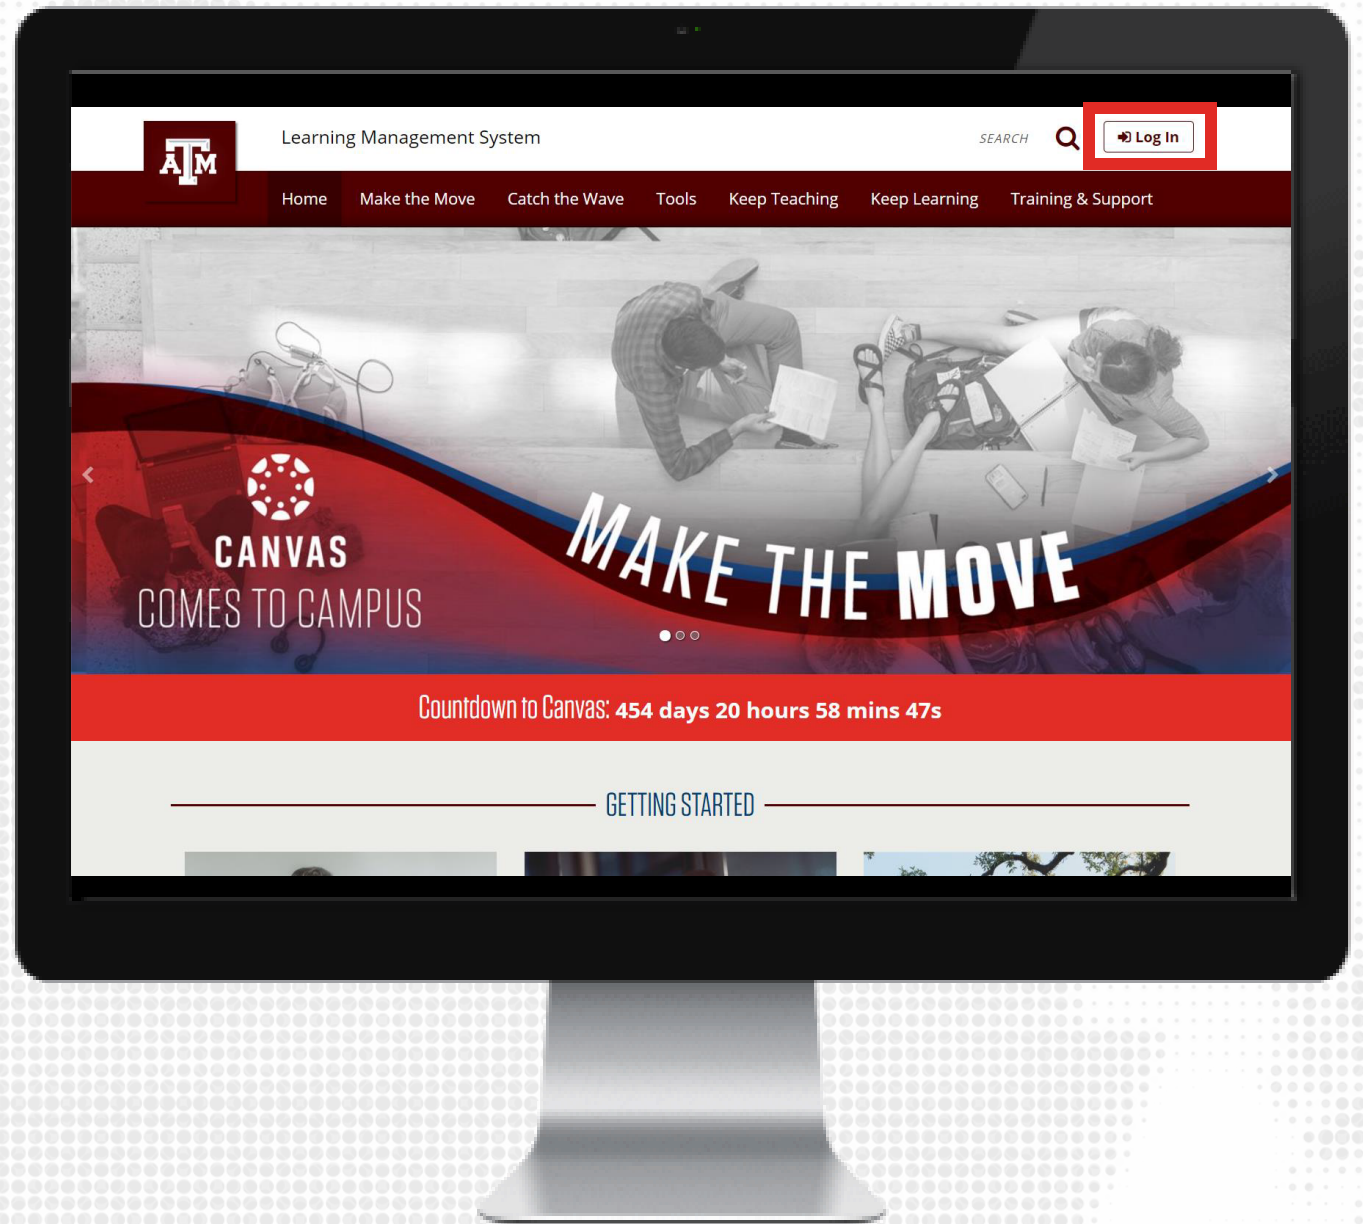 ATM
Learning Management System
SEARCH
Log In
Home Make the Move Catch the Wave Tools Keep Teaching Keep Learning Training & Support
MAKE THE MOVE
CANVAS
COMES TO CAMPUS
Countdown to Canvas: 454 days 20 hours 58 mins 47s
GETTING STARTED